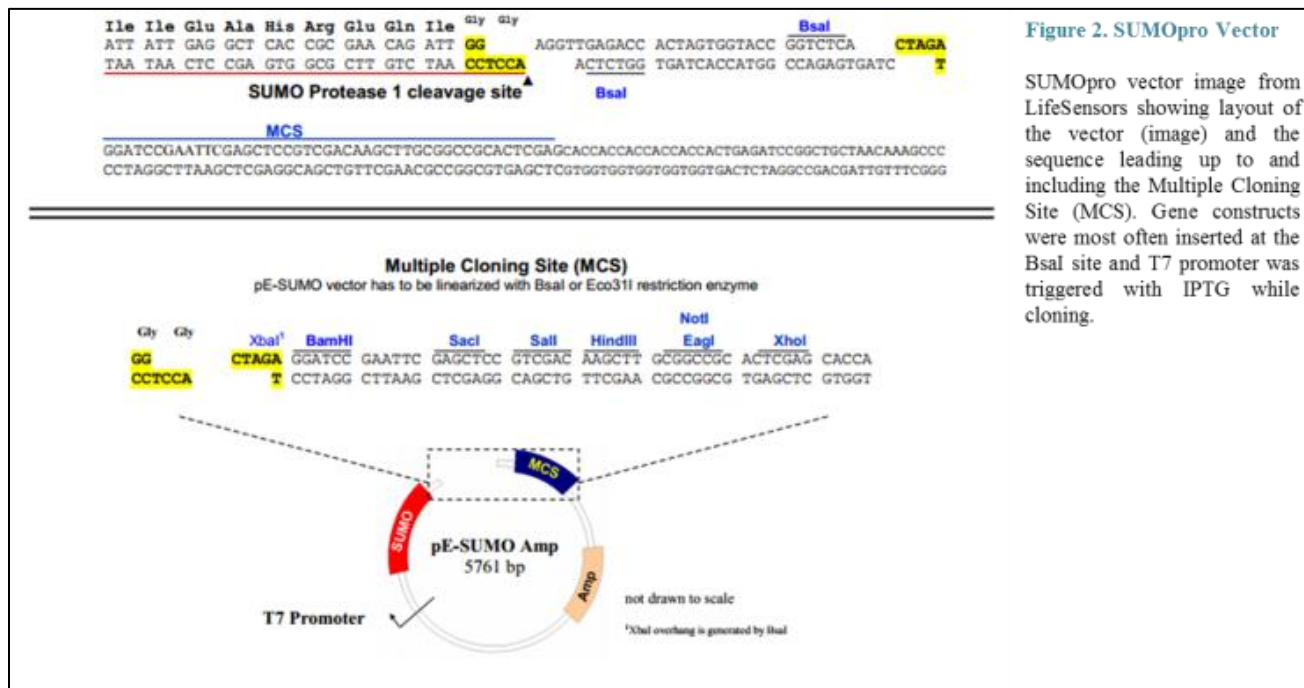 Ile Ile Glu Ala His Arg Glu Gln Ile Gly Gly BsaI
ATT ATT GAG GCT CAC CGC GAA CAG ATT GG AGGTTGAGACC ACTAGTGGTACC GGTCTCA CTAGA
TAA TAA CTC CGA GTG GCG CTT GTC TAA CCTCCA ACTCTGG TGATCACCATGG CCAGAGTGATC T
SUMO Protease 1 cleavage site BsaI
MCS
GGATCCGAATTCGAGCTCCGTCGACAAGCTTGCGGCCGCACTCGAGCACCACCACCACCACCACTGAGATCCGGCTGCTAACAAAGCCC
CCTAGGCTTAAGCTCGAGGCAGCTGTTCGAACGCCGGCGTGAGCTCGTGGTGGTGGTGGTGGTGACTCTAGGCCGACGATTGTTTCGGG
Multiple Cloning Site (MCS)
pE-SUMO vector has to be linearized with BsaI or Eco31I restriction enzyme
NotI
Gly Gly XbaI¹ BamHI SacI SalI HindIII EagI XhoI
GG CTAGA GGATCC GAATTC GAGCTCC GTCGAC AAGCTT GCGGCCGC ACTCGAG CACCA
CCTCCA T CCTAGG CTTAAG CTCGAGG CAGCTG TTCGAA CGCCGGCG TGAGCTC GTGGT
MCS
SUMO
pE-SUMO Amp
5761 bp
Amp
T7 Promoter
not drawn to scale
¹XbaI overhang is generated by BsaI
Figure 2. SUMOpro Vector
SUMOpro vector image from
LifeSensors showing layout of
the vector (image) and the
sequence leading up to and
including the Multiple Cloning
Site (MCS). Gene constructs
were most often inserted at the
BsaI site and T7 promoter was
triggered with IPTG while
cloning.